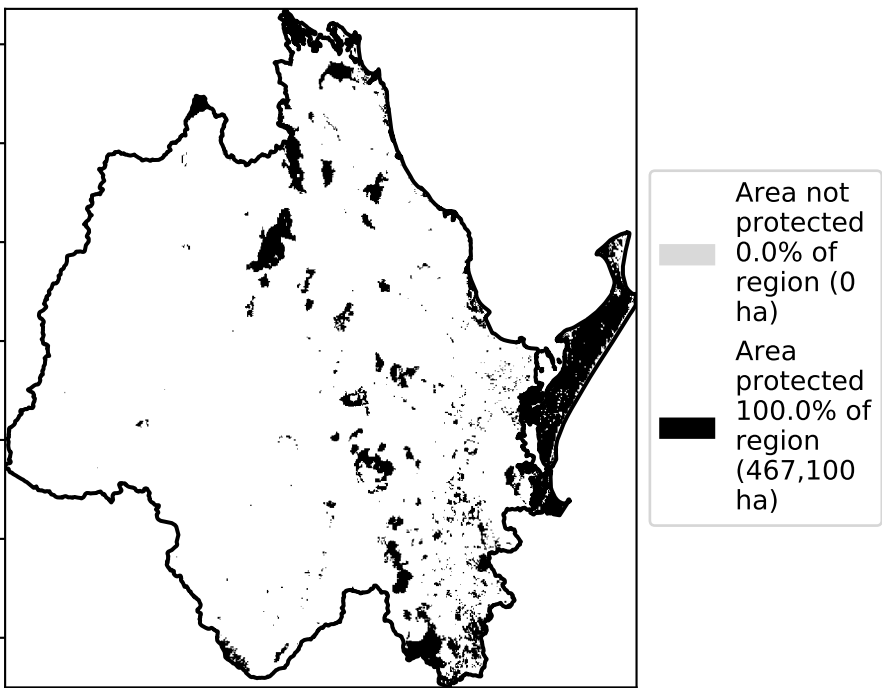 Area not
protected
0.0% of
region (0
ha)
Area
protected
100.0% of
region
(467,100
ha)